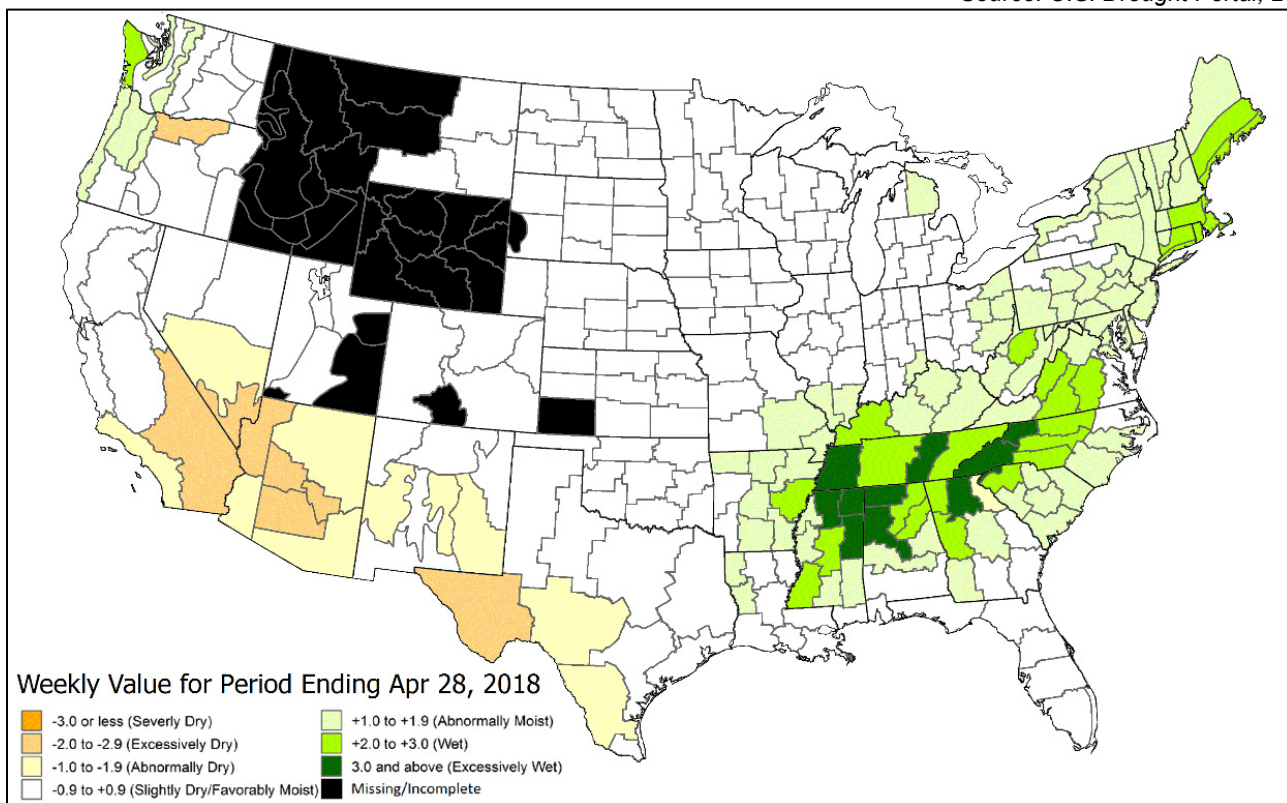 Weekly Value for Period Ending Apr 28, 2018
-3.0 or less (Severly Dry)
-2.0 to -2.9 (Excessively Dry)
-1.0 to -1.9 (Abnormally Dry)
-0.9 to +0.9 (Slightly Dry/Favorably Moist)
+1.0 to +1.9 (Abnormally Moist)
+2.0 to +3.0 (Wet)
3.0 and above (Excessively Wet)
Missing/Incomplete